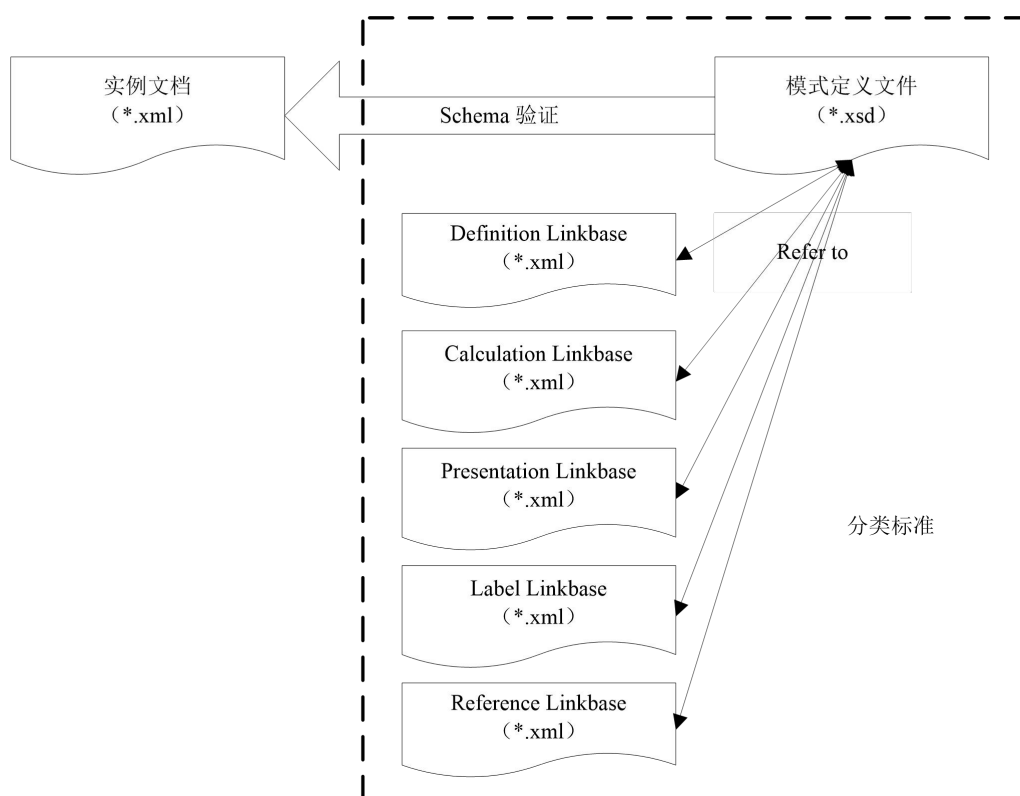 实例文档
（*.xml）
Schema 验证
模式定义文件
（*.xsd）
Definition Linkbase
（*.xml）
Refer to
Calculation Linkbase
（*.xml）
Presentation Linkbase
（*.xml）
分类标准
Label Linkbase
（*.xml）
Reference Linkbase
（*.xml）